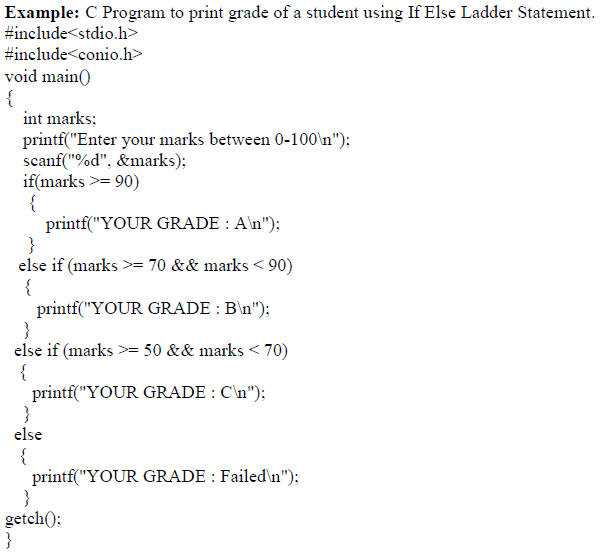 Example: C Program to print grade of a student using If Else Ladder Statement.
#include<stdio.h>
#include<conio.h>
void main()
{
int marks;
printf("Enter your marks between 0-100\n");
scanf("%d", &marks);
if(marks >= 90)
{
printf("YOUR GRADE : A\n");
}
else if (marks >= 70 && marks < 90)
{
printf("YOUR GRADE : B\n");
}
else if (marks >= 50 && marks < 70)
{
printf("YOUR GRADE : C\n");
}
else
{
printf("YOUR GRADE : Failed\n");
}
getch();
}